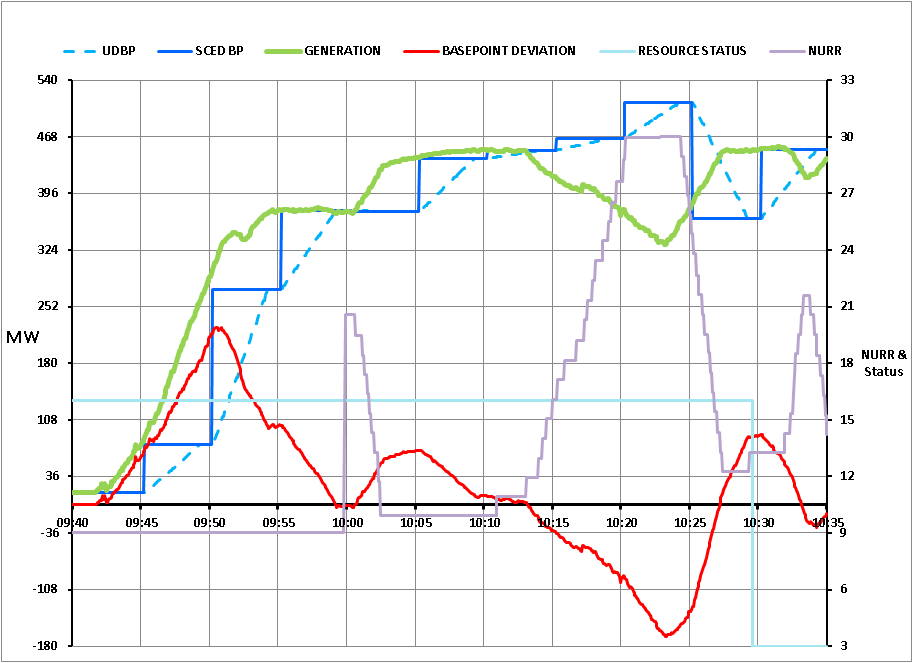 UDBP SCED BP GENERATION BASEPOINT DEVIATION RESOURCE STATUS NURR
540 33
468 30
396 27
324 24
252 21
MW
180 18
NURR &
Status
108 15
36 12
09:40 09:45 09:50 09:55 10:00 10:05 10:10 10:15 10:20 10:25 10:30 10:35
-36 9
-108 6
-180 3